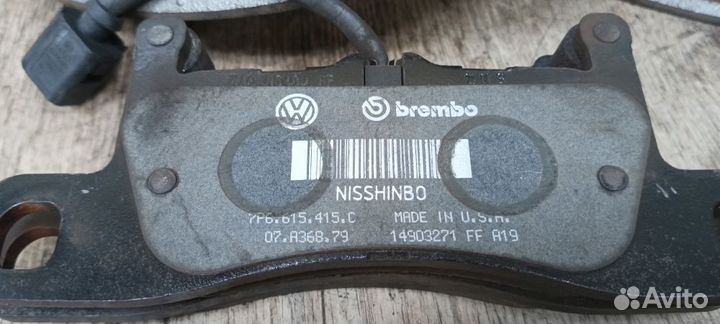 brembo
NISSHINBO
7P6.615.415.C MADE IN U.S.A.
07.A368.79 14903271 FF A19
Avito